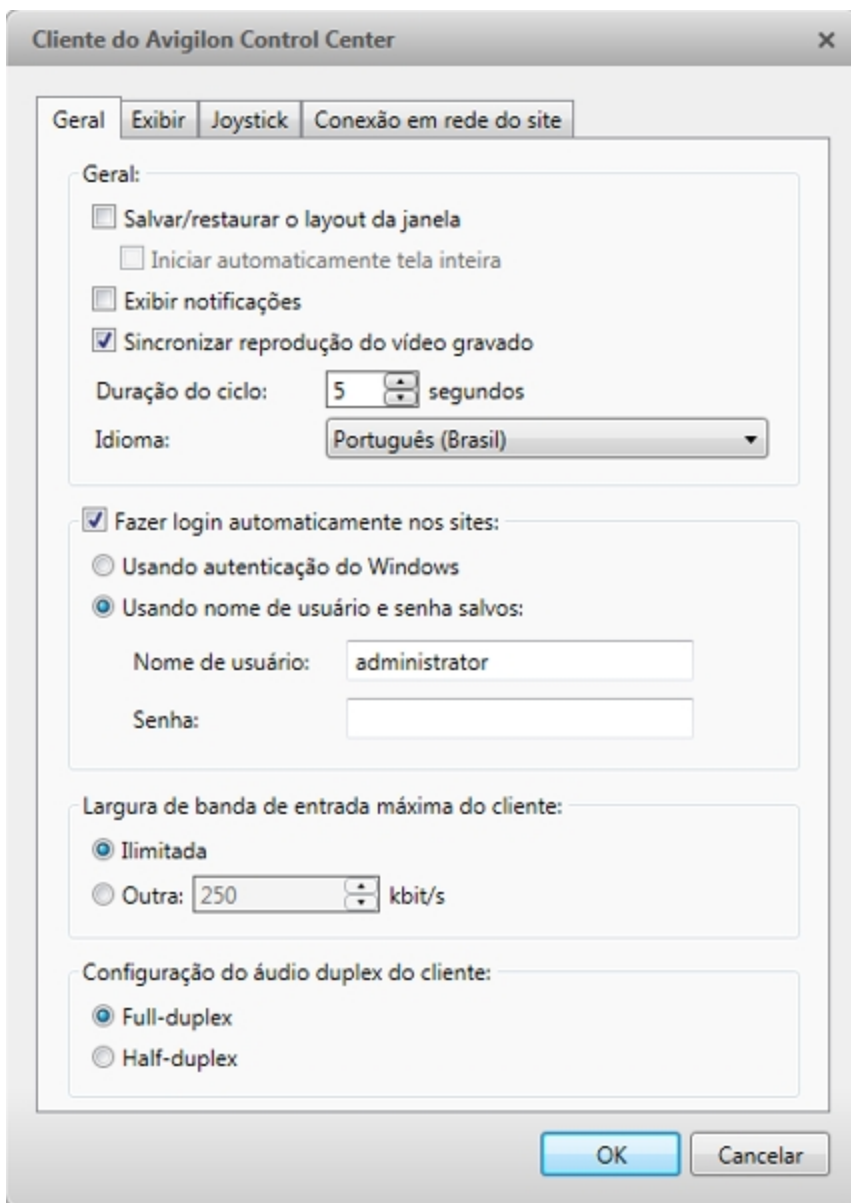 Cliente do Avigilon Control Center
Geral Exibir Joystick Conexão em rede do site
Geral:
Salvar/restaurar o layout da janela
Iniciar automaticamente tela inteira
Exibir notificações
Sincronizar reprodução do vídeo gravado
Duração do ciclo: 5 segundos
Idioma: Português (Brasil)
Fazer login automaticamente nos sites:
Usando autenticação do Windows
Usando nome de usuário e senha salvos:
Nome de usuário: administrator
Senha:
Largura de banda de entrada máxima do cliente:
Ilimitada
Outra: 250 kbit/s
Configuração do áudio duplex do cliente:
Full-duplex
Half-duplex
OK Cancelar